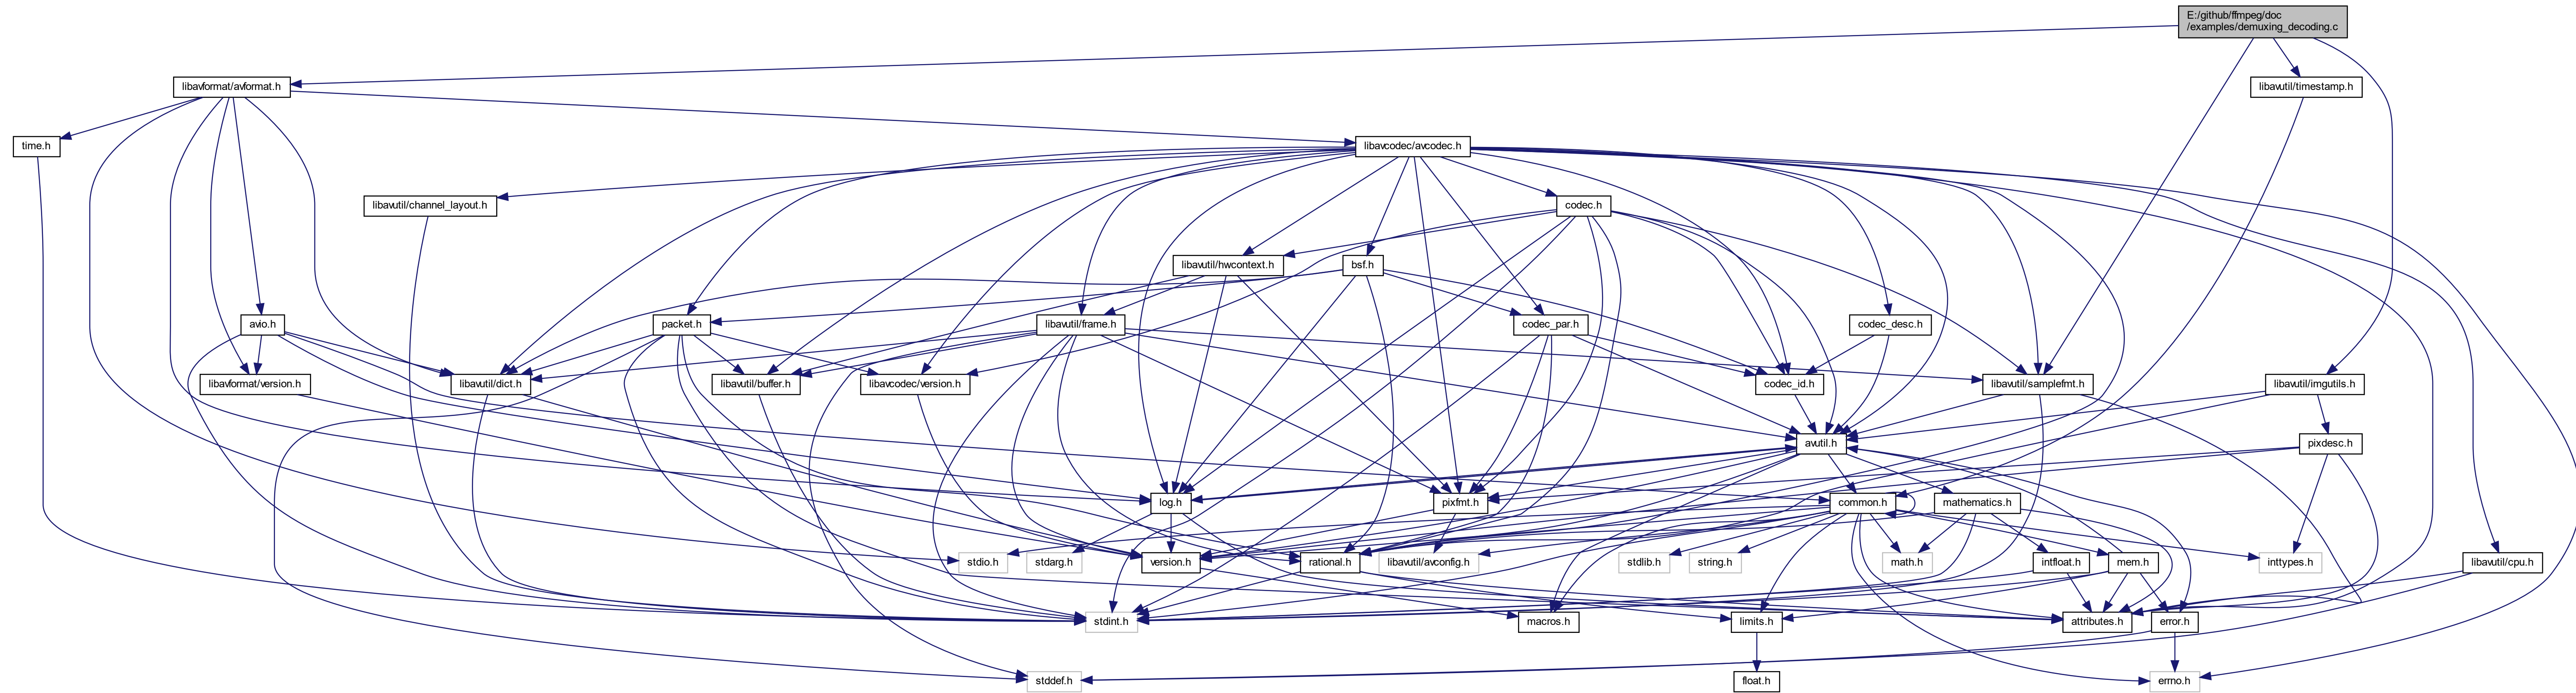 E:/github/ffmpeg/doc
/examples/demuxing_decoding.c
libavformat/avformat.h
libavutil/timestamp.h
time.h
libavcodec/avcodec.h
libavutil/channel_layout.h
codec.h
libavutil/hwcontext.h
bsf.h
avio.h
packet.h
libavutil/frame.h
codec_par.h
codec_desc.h
libavformat/version.h
libavutil/dict.h
libavutil/buffer.h
libavcodec/version.h
codec_id.h
libavutil/samplefmt.h
libavutil/imgutils.h
avutil.h
pixdesc.h
log.h
pixfmt.h
common.h
mathematics.h
stdio.h
stdarg.h
version.h
rational.h
libavutil/avconfig.h
stdlib.h
string.h
math.h
intfloat.h
mem.h
inttypes.h
libavutil/cpu.h
stdint.h
macros.h
limits.h
attributes.h
error.h
stddef.h
float.h
errno.h